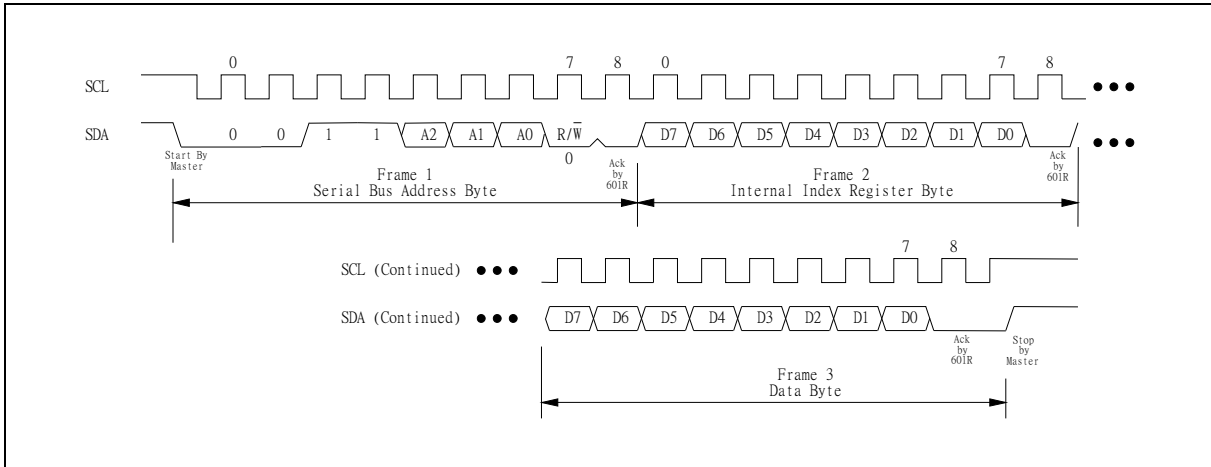 0 7 8 0 7 8
SCL
SDA
0 0 1 1 A2 A1 A0 R/W̅ D7 D6 D5 D4 D3 D2 D1 D0
0
Start By
Master
Ack
by
601R
Ack
by
601R
Frame 1
Serial Bus Address Byte
Frame 2
Internal Index Register Byte
7 8
SCL (Continued)
SDA (Continued)
D7 D6 D5 D4 D3 D2 D1 D0
Ack
by
601R
Stop
by
Master
Frame 3
Data Byte